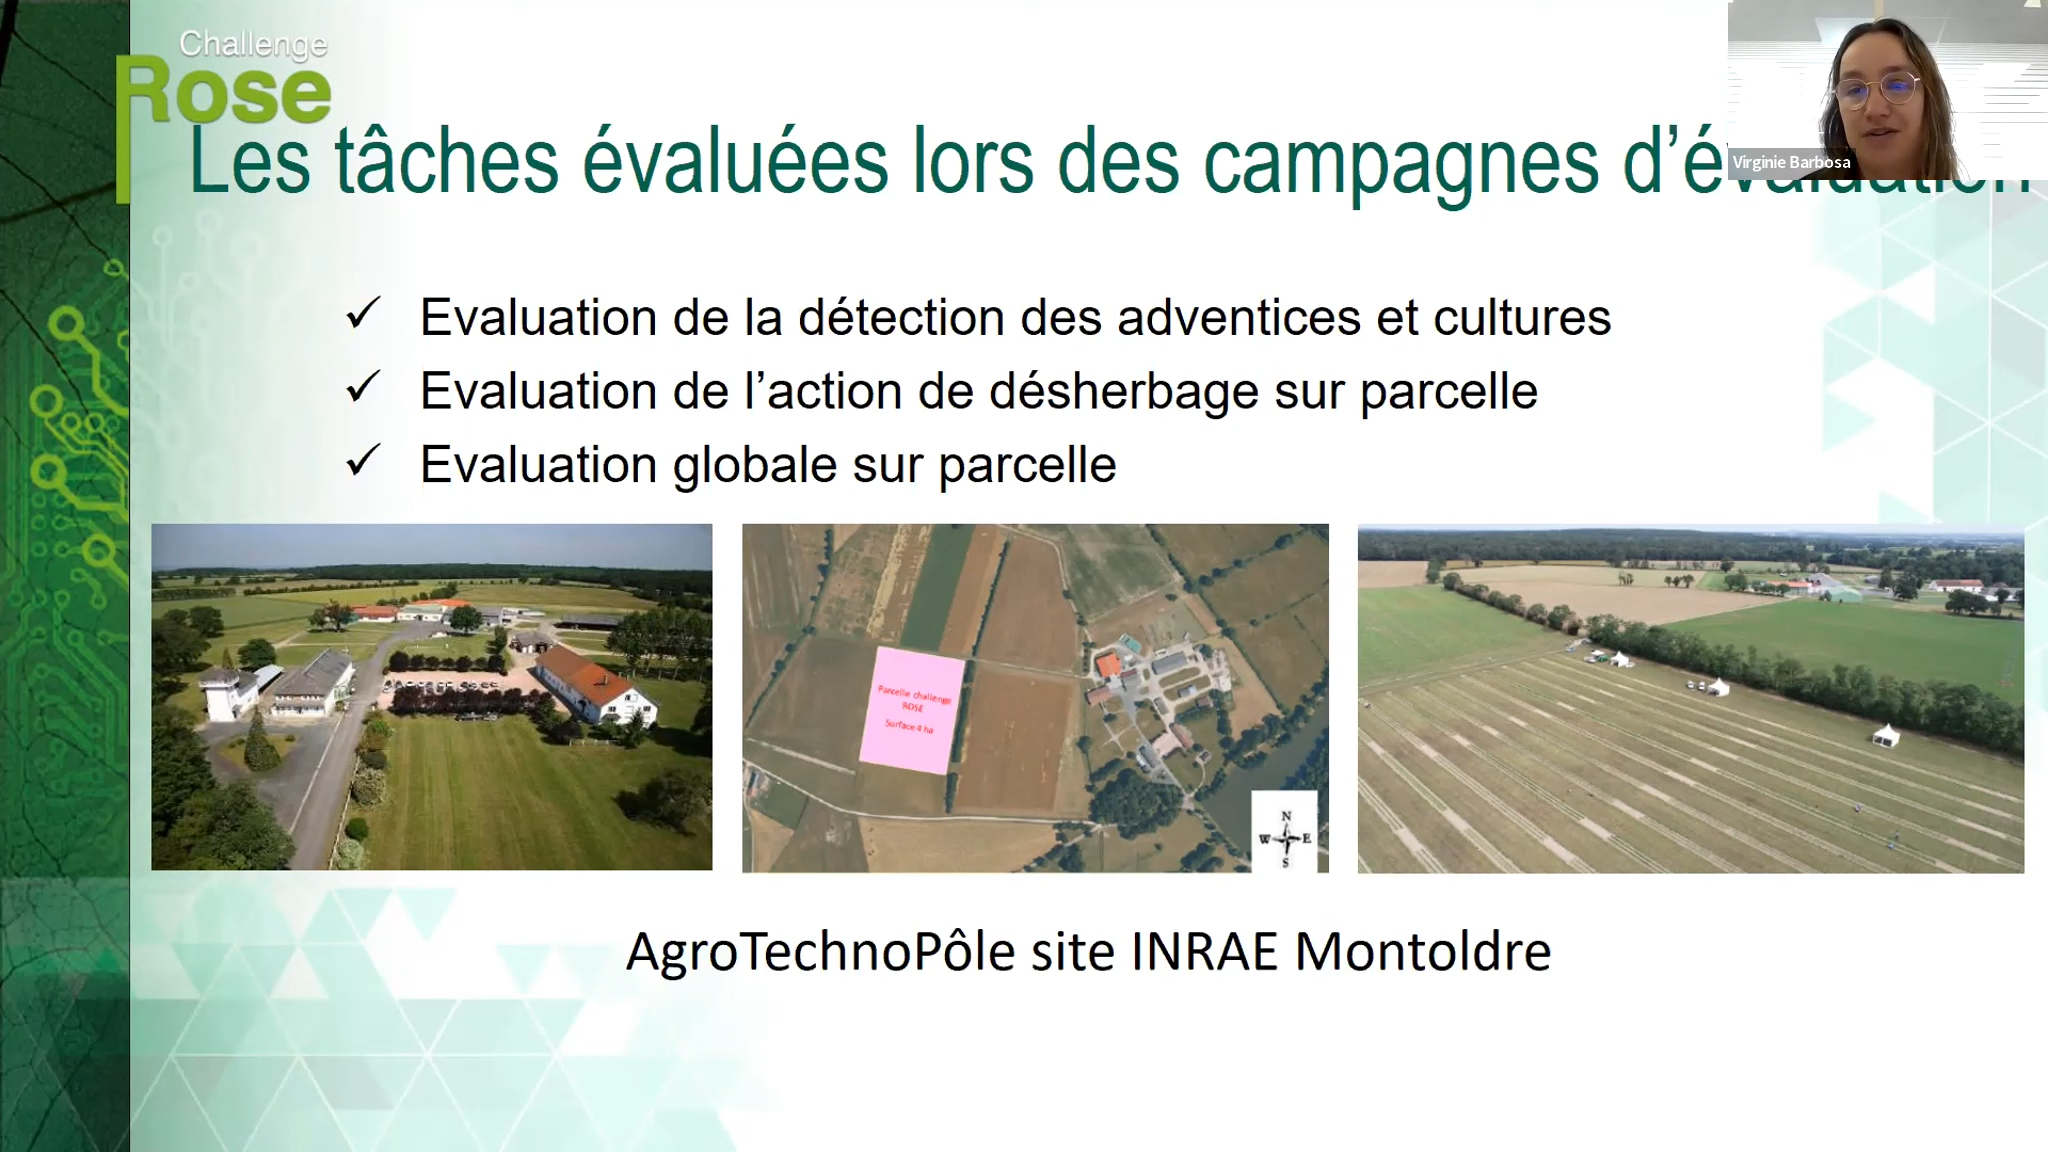 Challenge
Rose
Les tâches évaluées lors des campagnes d'évaluation
Virginie Barbosa
✓ Evaluation de la détection des adventices et cultures
✓ Evaluation de l'action de désherbage sur parcelle
✓ Evaluation globale sur parcelle
Parcelle challenge
ROSE
Surface 4 ha
N
W E
S
AgroTechnoPôle site INRAE Montoldre